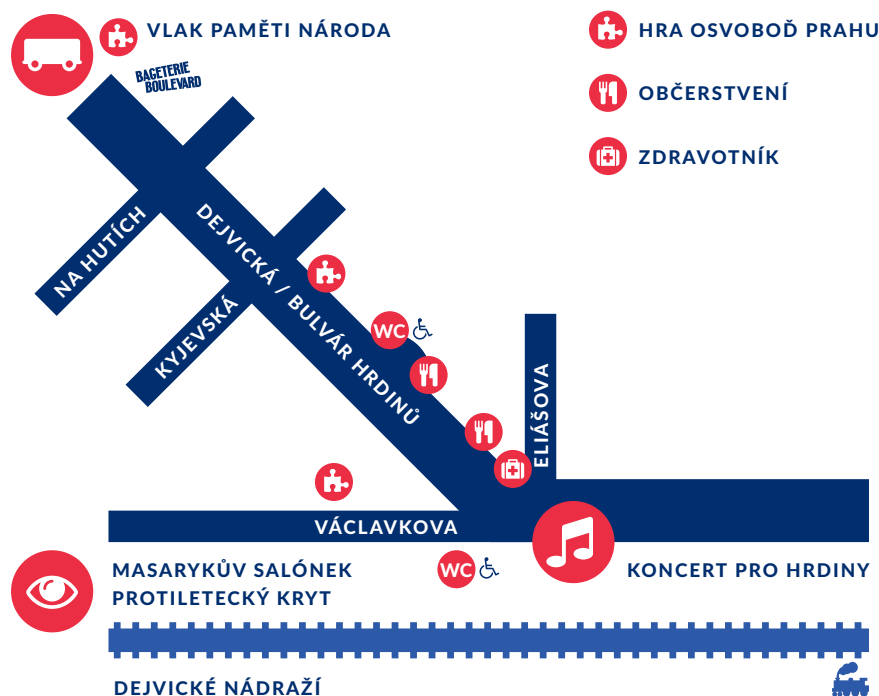 VLAK PAMĚTI NÁRODA
HRA OSVOBOĎ PRAHU
BAGETERIE
BOULEVARD
OBČERSTVENÍ
ZDRAVOTNÍK
NA HUTÍCH
DEJVICKÁ / BULVÁR HRDINŮ
KYJEVSKÁ
WC
ELIÁŠOVA
VÁCLAVKOVA
MASARYKŮV SALÓNEK
PROTILETECKÝ KRYT
WC
KONCERT PRO HRDINY
DEJVICKÉ NÁDRAŽÍ